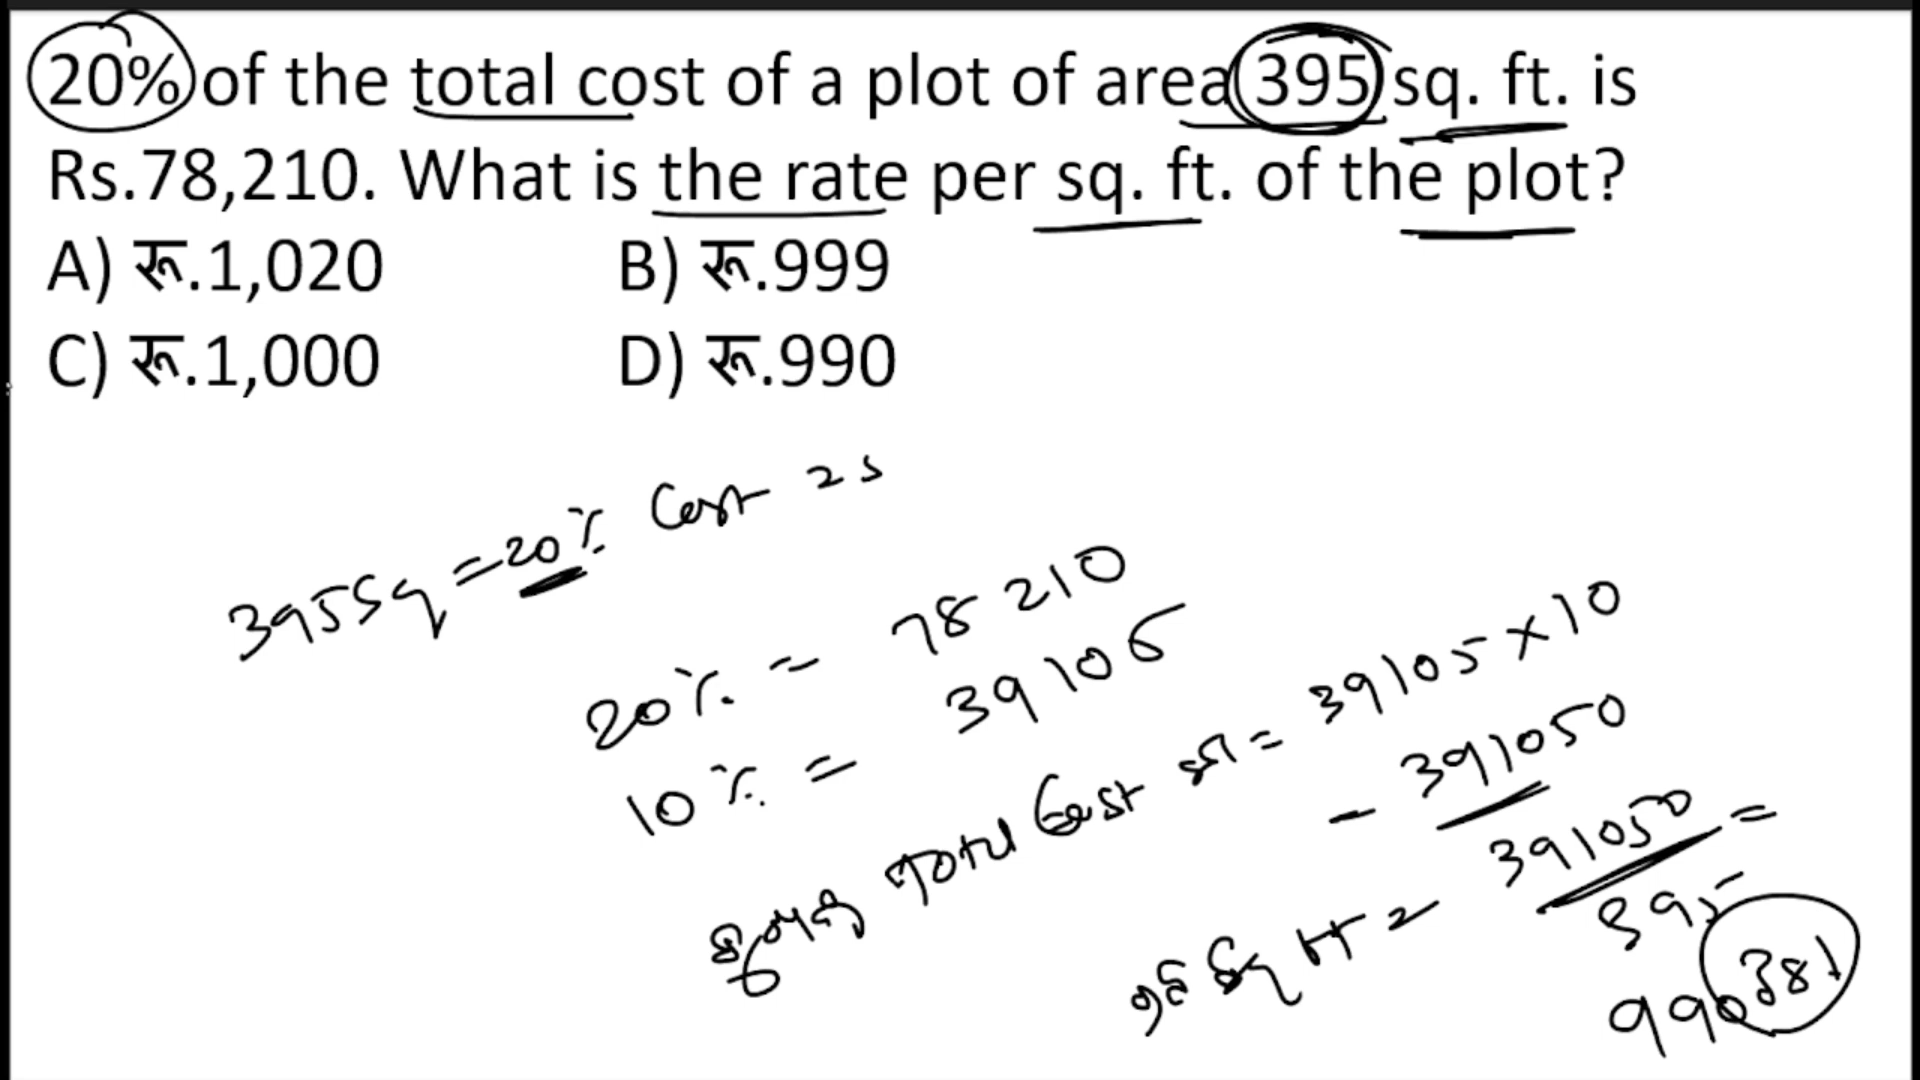 20% of the total cost of a plot of area 395 sq. ft. is
Rs.78,210. What is the rate per sq. ft. of the plot?
A) रू.1,020 B) रू.999
C) रू.1,000 D) रू.990
395Sq = 20% Cost
20% = 78210
10% = 39105
Total Cost = 39105 × 10
- 391050
391050 =
395
990